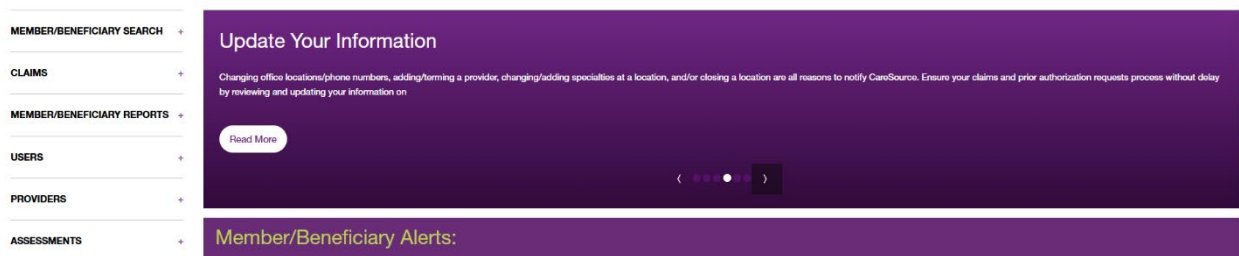 MEMBER/BENEFICIARY SEARCH +
CLAIMS +
MEMBER/BENEFICIARY REPORTS +
USERS +
PROVIDERS +
ASSESSMENTS +
Update Your Information
Changing office locations/phone numbers, adding/terming a provider, changing/adding specialties at a location, and/or closing a location are all reasons to notify CareSource. Ensure your claims and prior authorization requests process without delay
by reviewing and updating your information on
Read More
Member/Beneficiary Alerts: